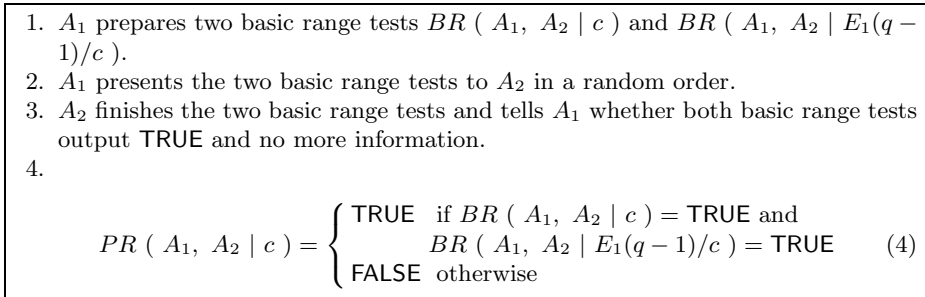 1. A₁ prepares two basic range tests BR ( A₁, A₂ | c ) and BR ( A₁, A₂ | E₁(q −
1)/c ).
2. A₁ presents the two basic range tests to A₂ in a random order.
3. A₂ finishes the two basic range tests and tells A₁ whether both basic range tests
output TRUE and no more information.
4.
PR ( A₁, A₂ | c ) = { TRUE if BR ( A₁, A₂ | c ) = TRUE and
BR ( A₁, A₂ | E₁(q − 1)/c ) = TRUE (4)
FALSE otherwise